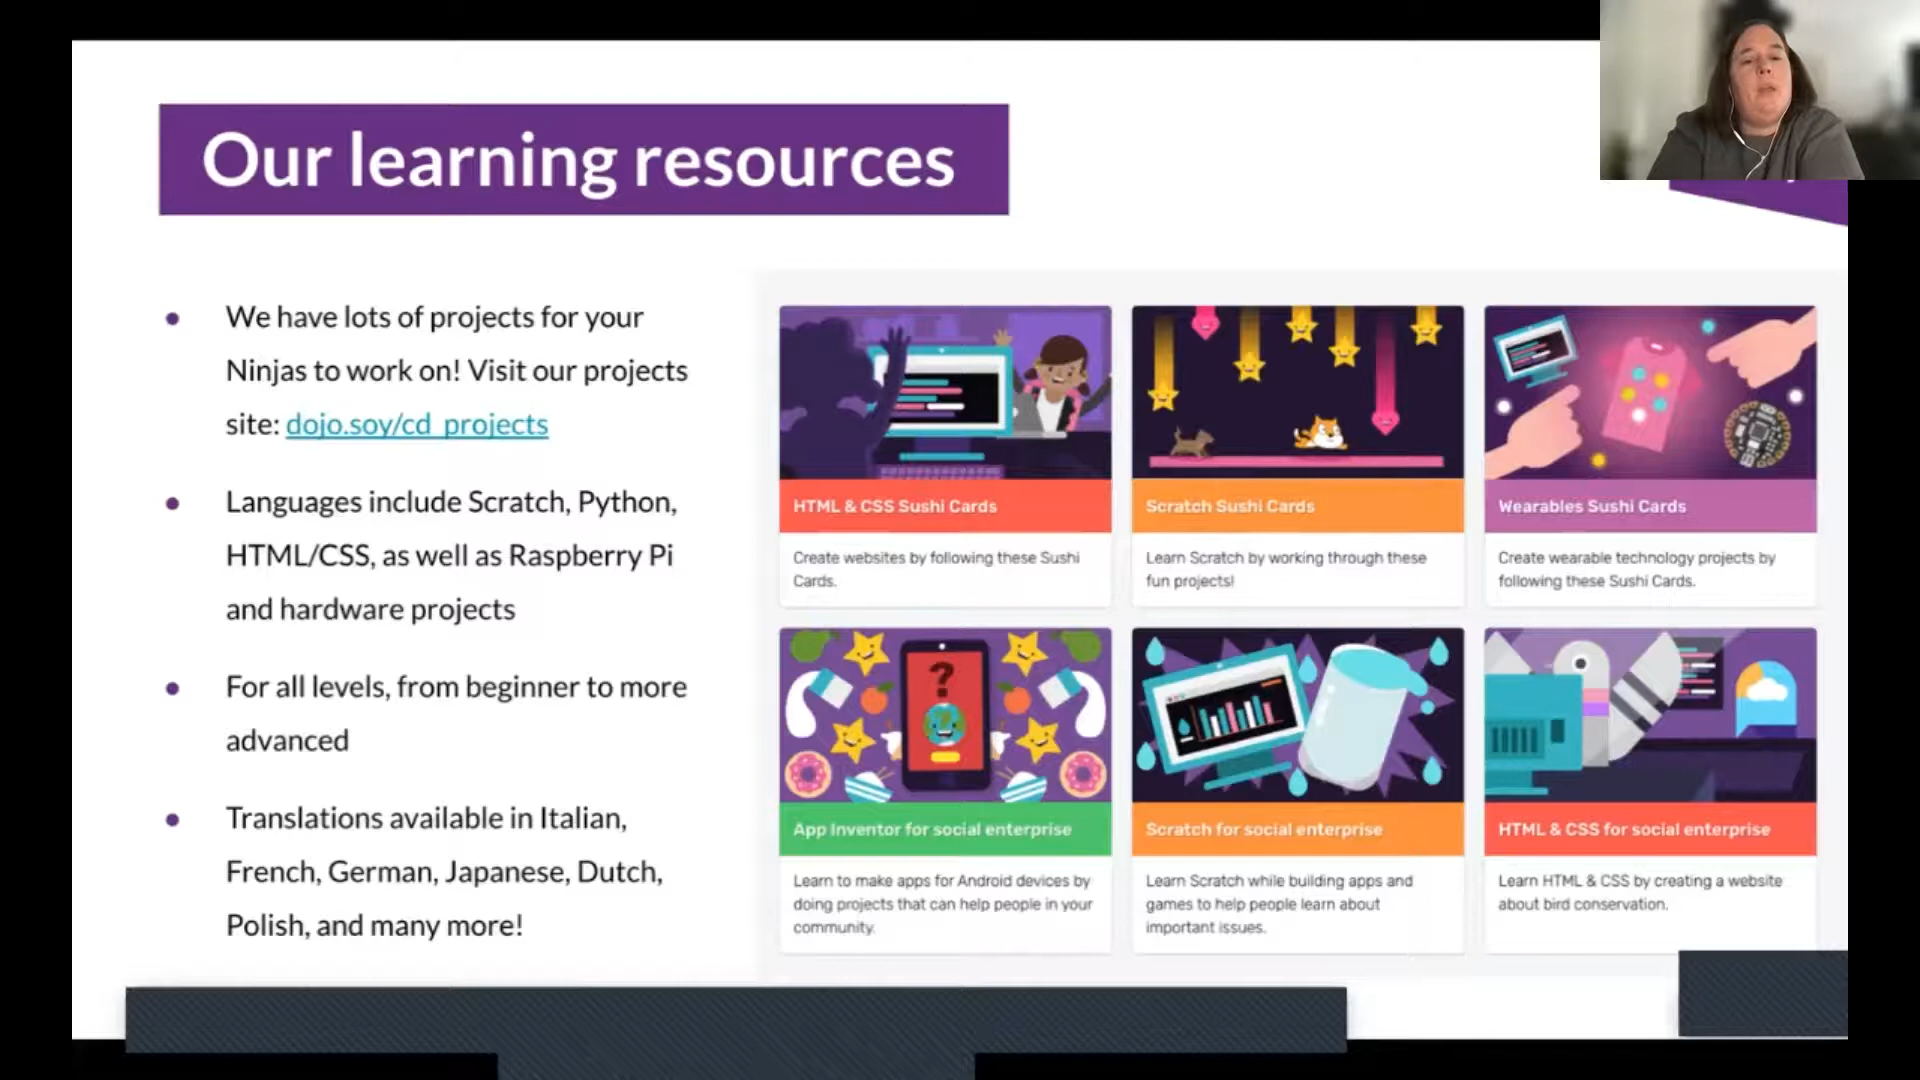 Our learning resources
We have lots of projects for your
Ninjas to work on! Visit our projects
site: dojo.soy/cd_projects
Languages include Scratch, Python,
HTML/CSS, as well as Raspberry Pi
and hardware projects
For all levels, from beginner to more
advanced
Translations available in Italian,
French, German, Japanese, Dutch,
Polish, and many more!
HTML & CSS Sushi Cards
Create websites by following these Sushi
Cards.
Scratch Sushi Cards
Learn Scratch by working through these
fun projects!
Wearables Sushi Cards
Create wearable technology projects by
following these Sushi Cards.
?
App Inventor for social enterprise
Learn to make apps for Android devices by
doing projects that can help people in your
community.
Scratch for social enterprise
Learn Scratch while building apps and
games to help people learn about
important issues.
HTML & CSS for social enterprise
Learn HTML & CSS by creating a website
about bird conservation.